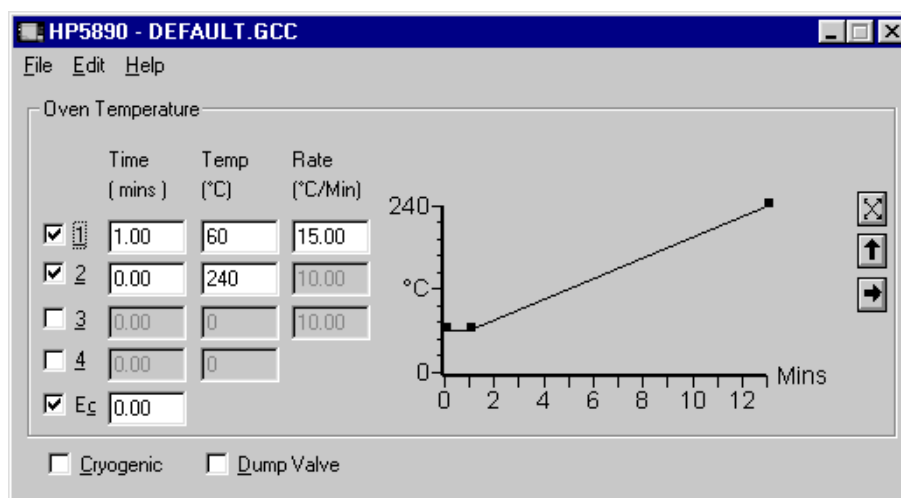 HP5890 - DEFAULT.GCC
File Edit Help
Oven Temperature
Time Temp Rate
( mins ) (°C) (°C/Min)
1 1.00 60 15.00
2 0.00 240 10.00
3 0.00 0 10.00
4 0.00 0
Ec 0.00
240
°C
0
0 2 4 6 8 10 12 Mins
Cryogenic Dump Valve